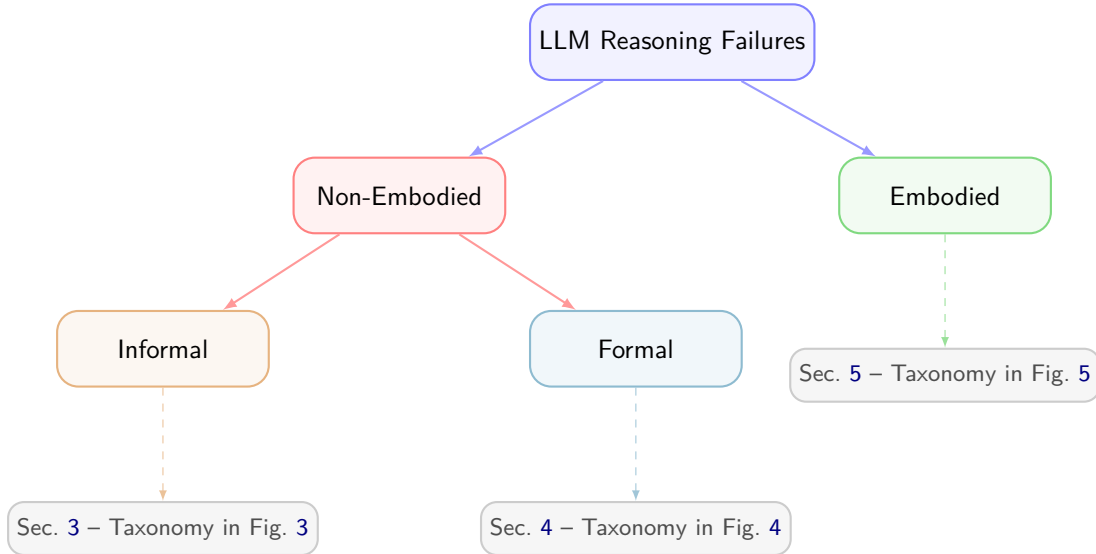 LLM Reasoning Failures
Non-Embodied
Embodied
Informal
Formal
Sec. 5 – Taxonomy in Fig. 5
Sec. 3 – Taxonomy in Fig. 3
Sec. 4 – Taxonomy in Fig. 4